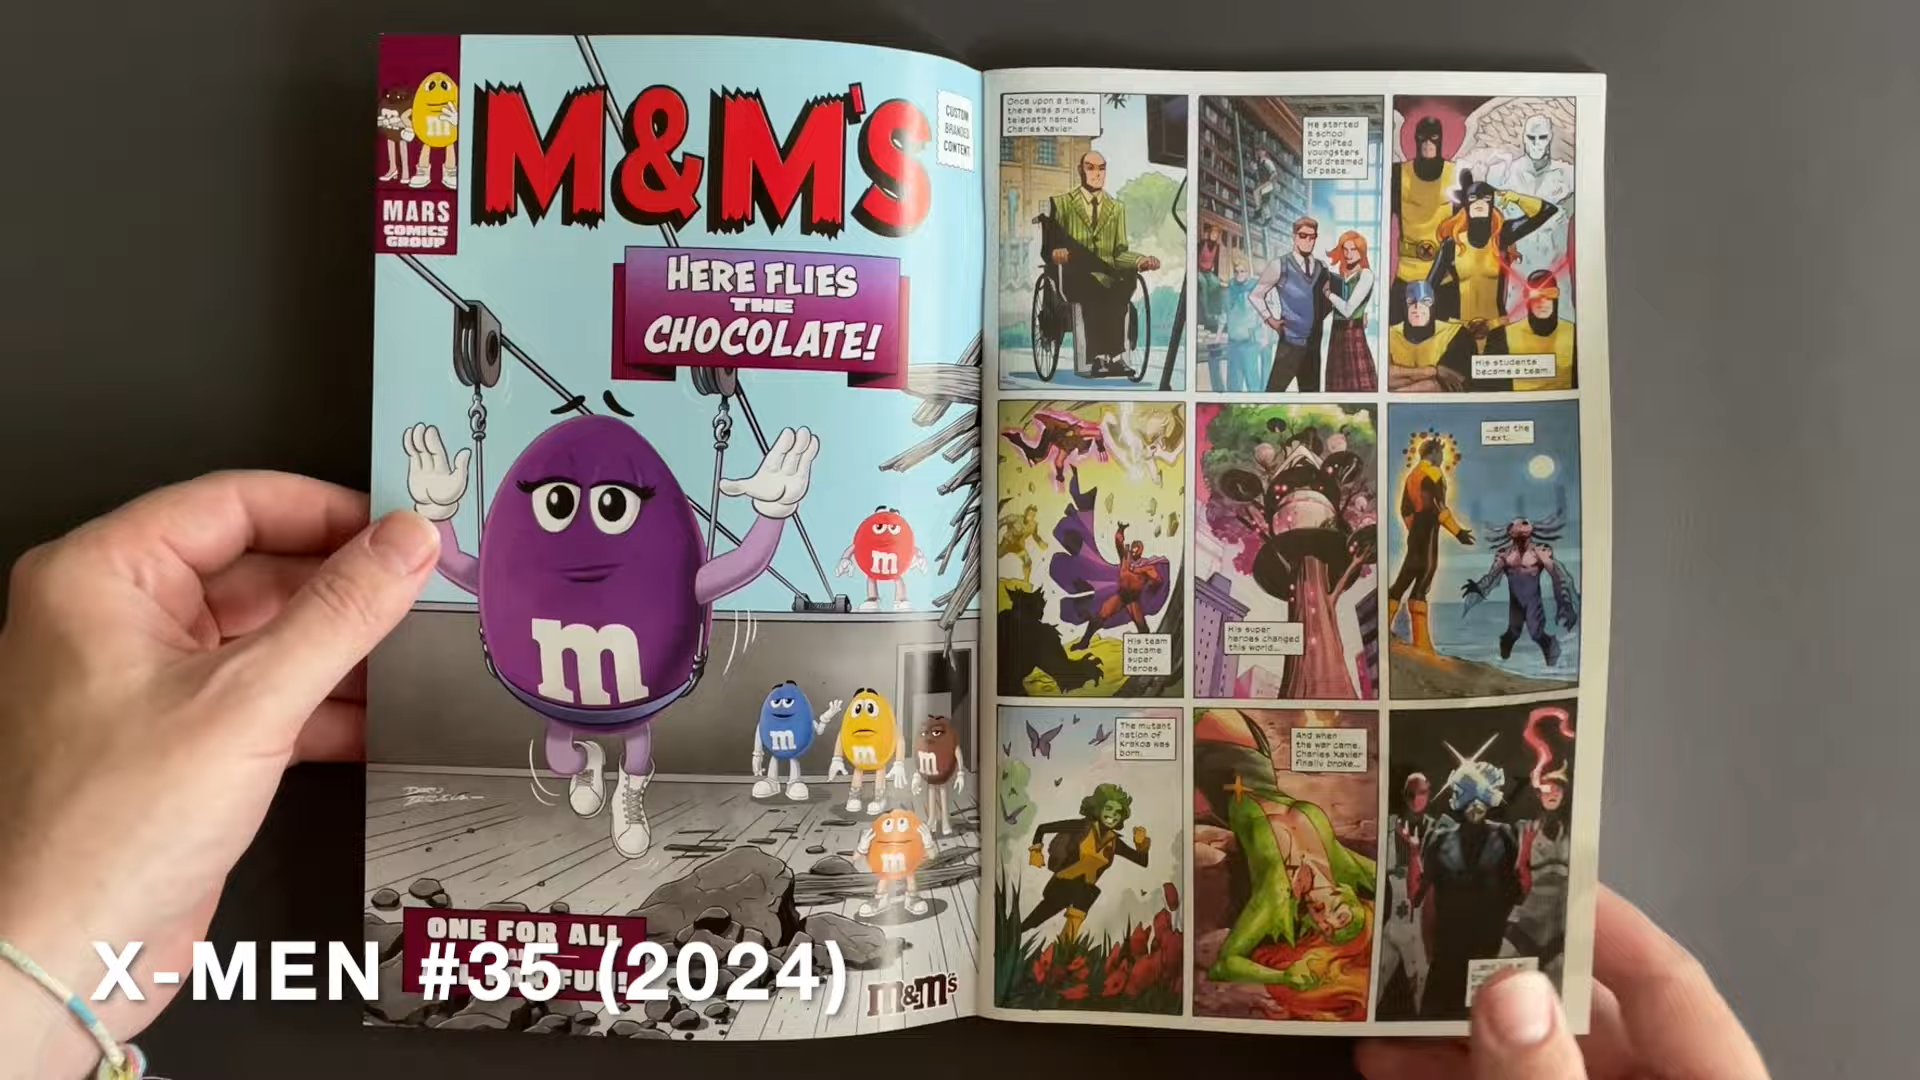 M&M'S
CUSTOM
BRANDED
CONTENT
m
MARS
COMICS
GROUP
HERE FLIES
THE
CHOCOLATE!
m
m
m
m
m
m
ONE FOR ALL
X-MEN #35 (2024)
m&m's
Once upon a time,
there was a mutant
telepath named
Charles Xavier.
He started
a school
for gifted
youngsters
and dreamed
of peace.
His students
became a team.
His team
became
super
heroes.
His super
heroes changed
this world...
...and the
next...
The mutant
nation of
Krakoa was
born.
And when
the war came,
Charles Xavier
finally broke...